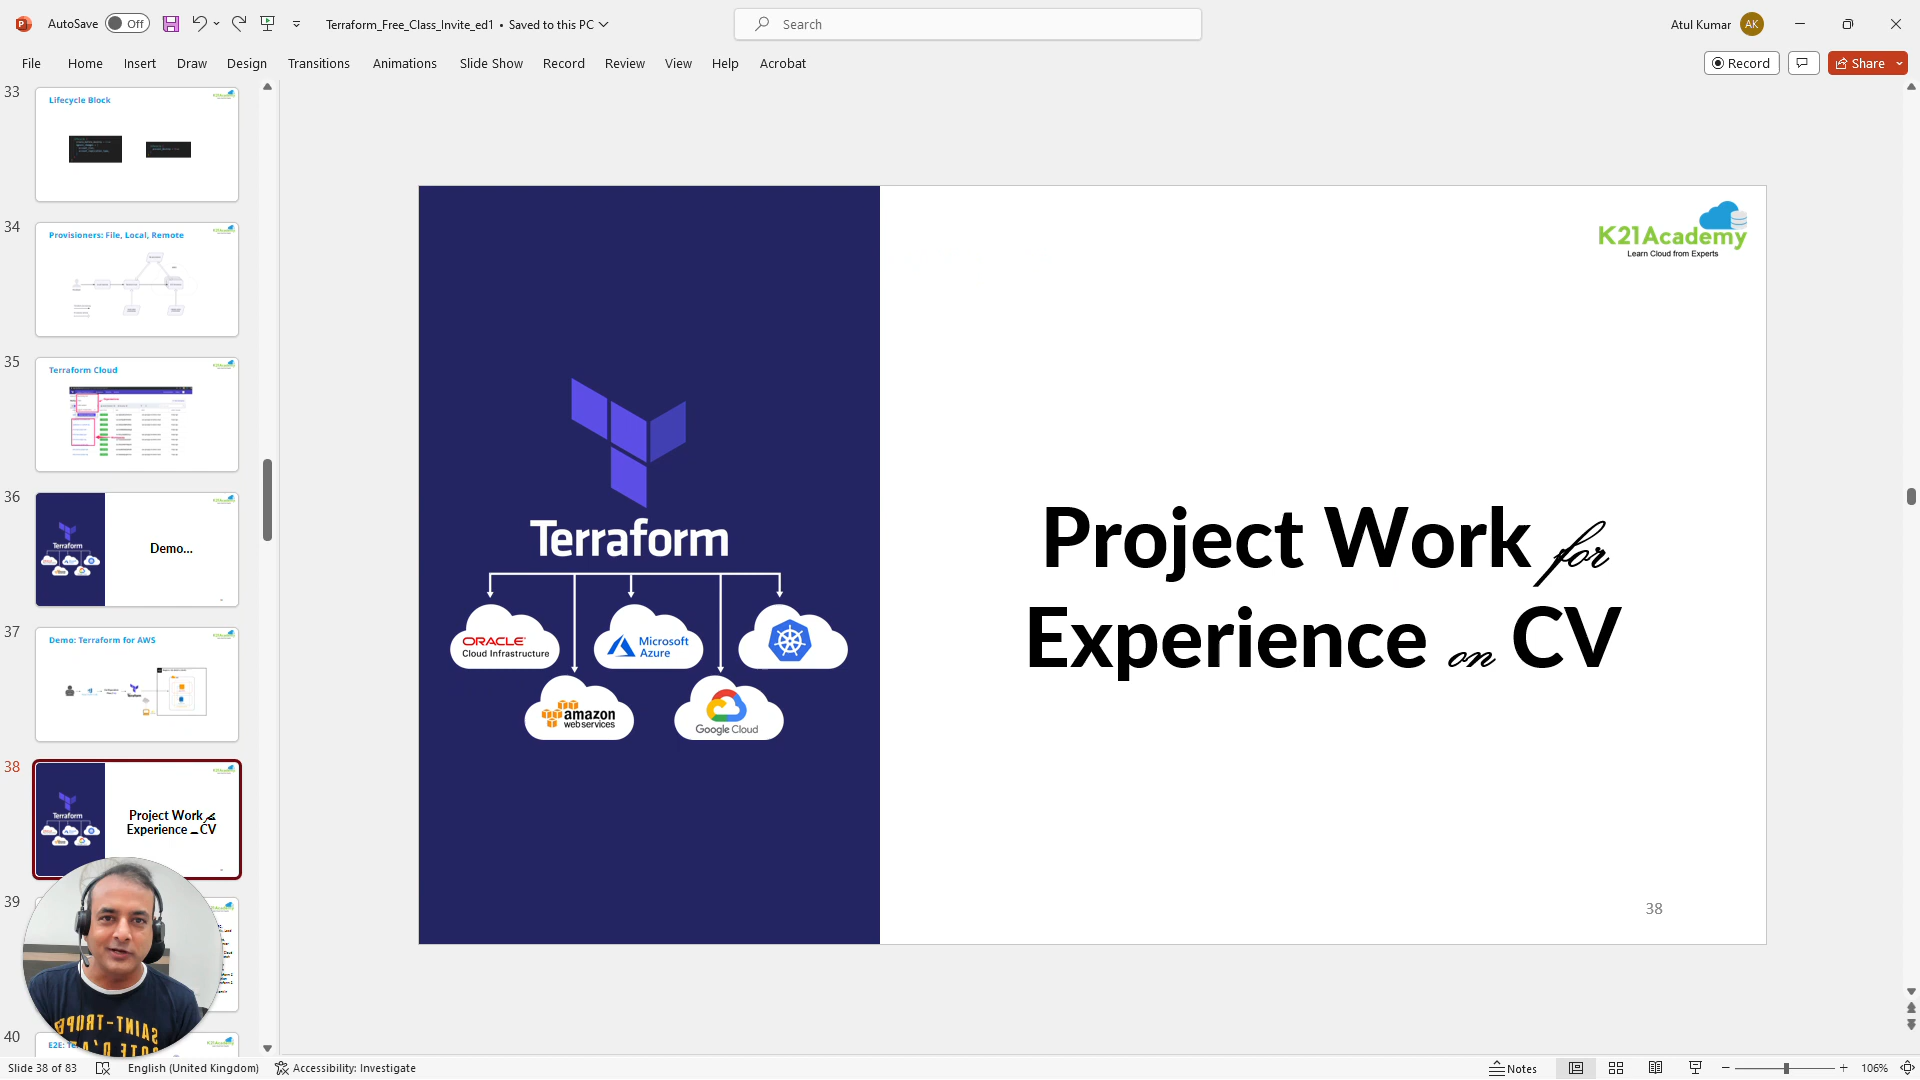 AutoSave Off
Terraform_Free_Class_Invite_ed1 • Saved to this PC
Search
Atul Kumar AK
File Home Insert Draw Design Transitions Animations Slide Show Record Review View Help Acrobat
Record
Share
33
Lifecycle Block
34
Provisioners: File, Local, Remote
35
Terraform Cloud
36
Terraform
Demo...
37
Demo: Terraform for AWS
38
Terraform
Project Work for
Experience on CV
39
40
K21Academy
Learn Cloud from Experts
Terraform
ORACLE
Cloud Infrastructure
Microsoft
Azure
amazon
web services
Google Cloud
Project Work for
Experience on CV
38
SAINT-TROPE
Slide 38 of 83
English (United Kingdom)
Accessibility: Investigate
Notes
106%